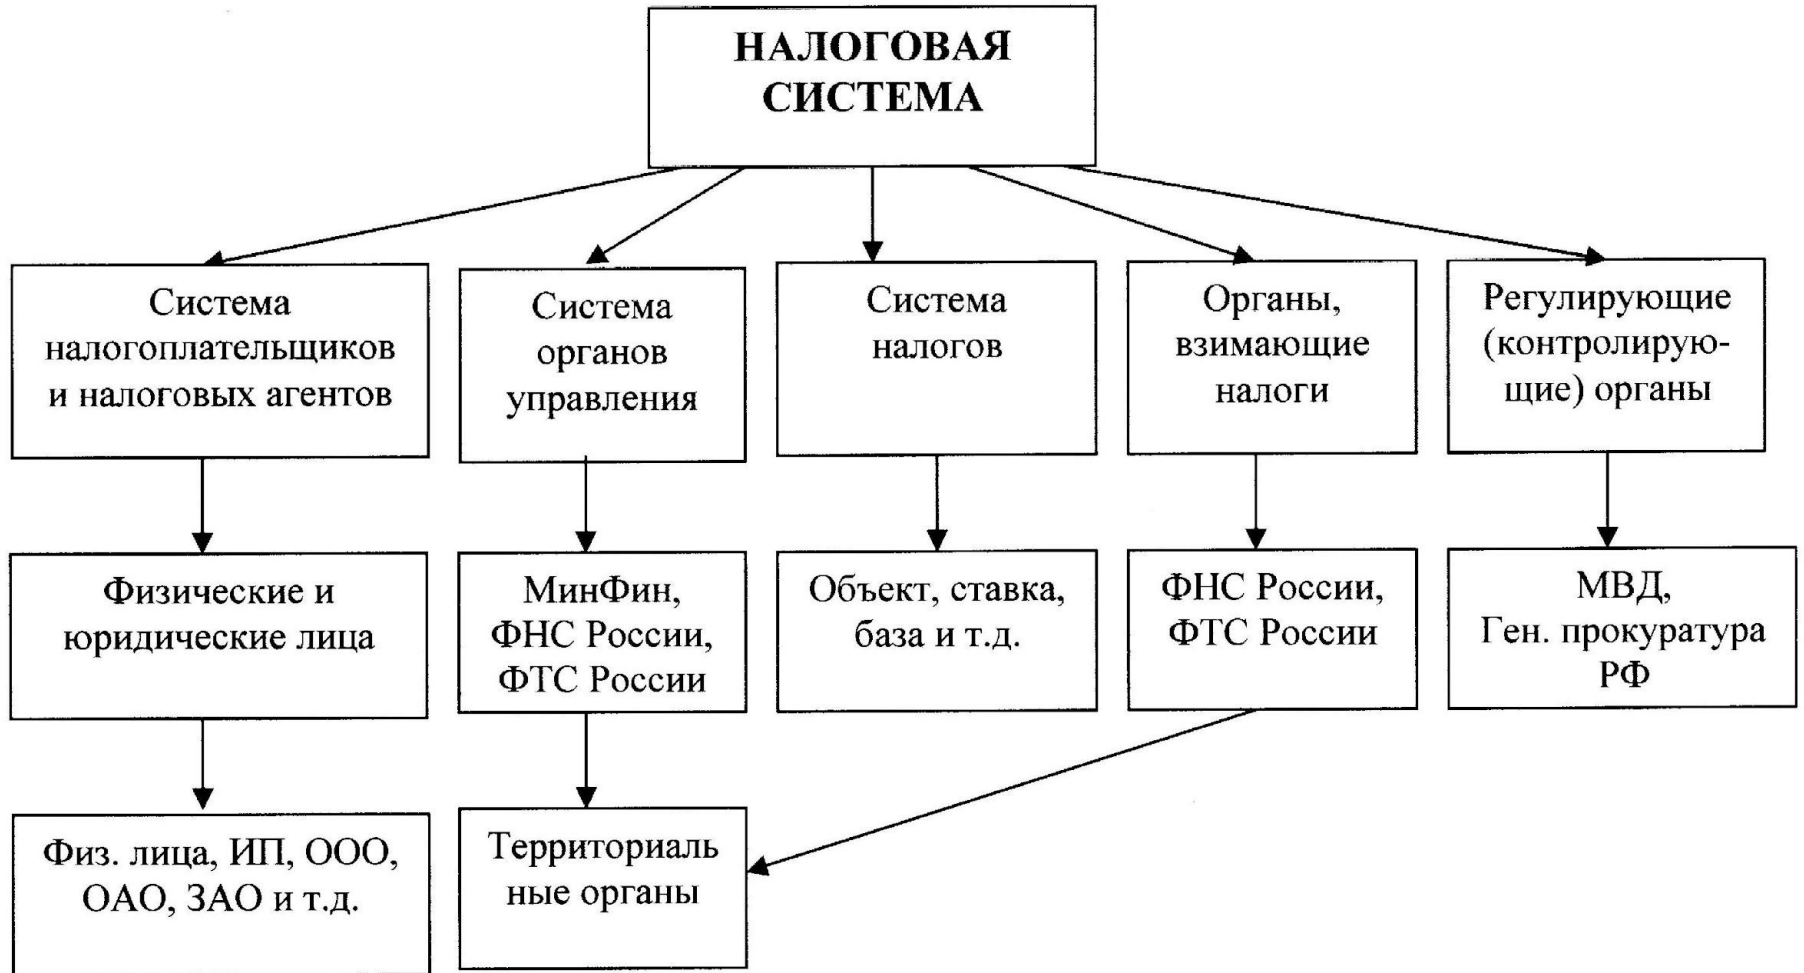 НАЛОГОВАЯ
СИСТЕМА
Система
налогоплательщиков
и налоговых агентов
Система
органов
управления
Система
налогов
Органы,
взимающие
налоги
Регулирующие
(контролирую-
щие) органы
Физические и
юридические лица
МинФин,
ФНС России,
ФТС России
Объект, ставка,
база и т.д.
ФНС России,
ФТС России
МВД,
Ген. прокуратура
РФ
Физ. лица, ИП, ООО,
ОАО, ЗАО и т.д.
Территориаль
ные органы